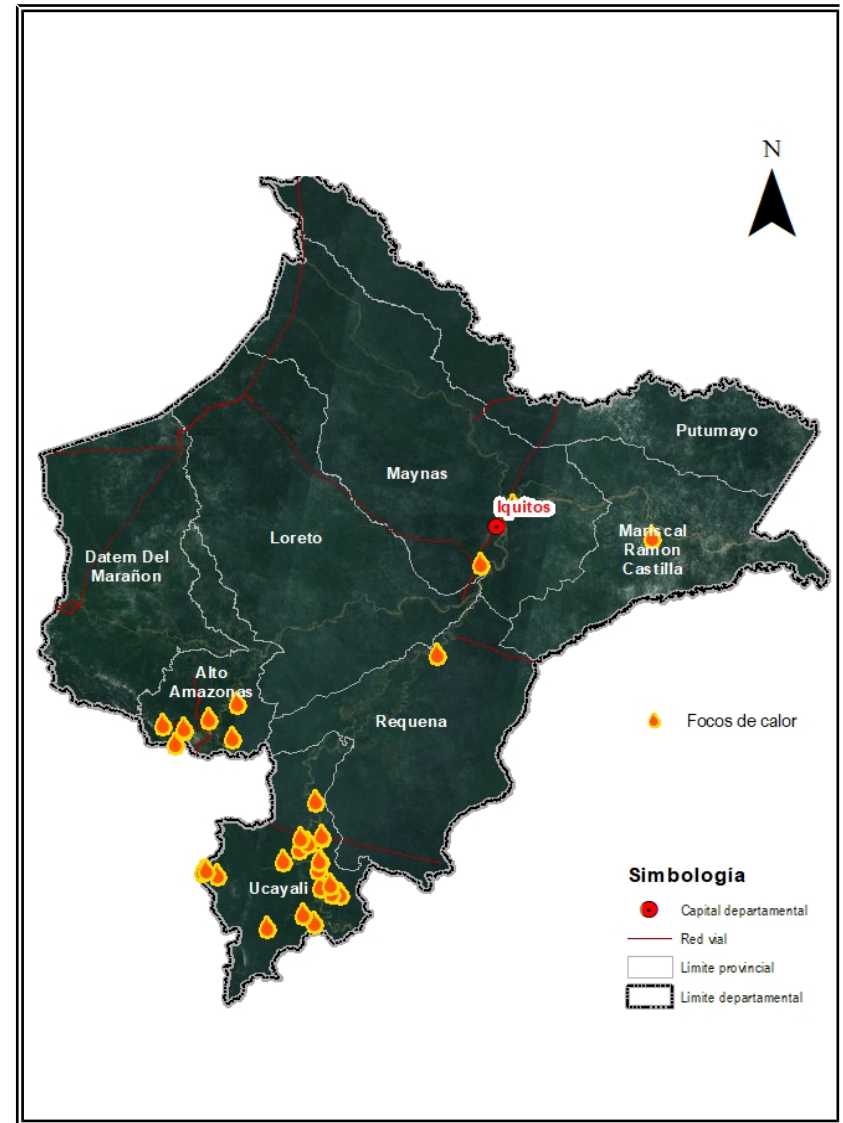 N
Putumayo
Maynas
Iquitos
Mariscal
Ramon
Castilla
Loreto
Datem Del
Marañon
Alto
Amazonas
Requena
Focos de calor
Ucayali
Simbología
Capital departamental
Red vial
Limite provincial
Limite departamental